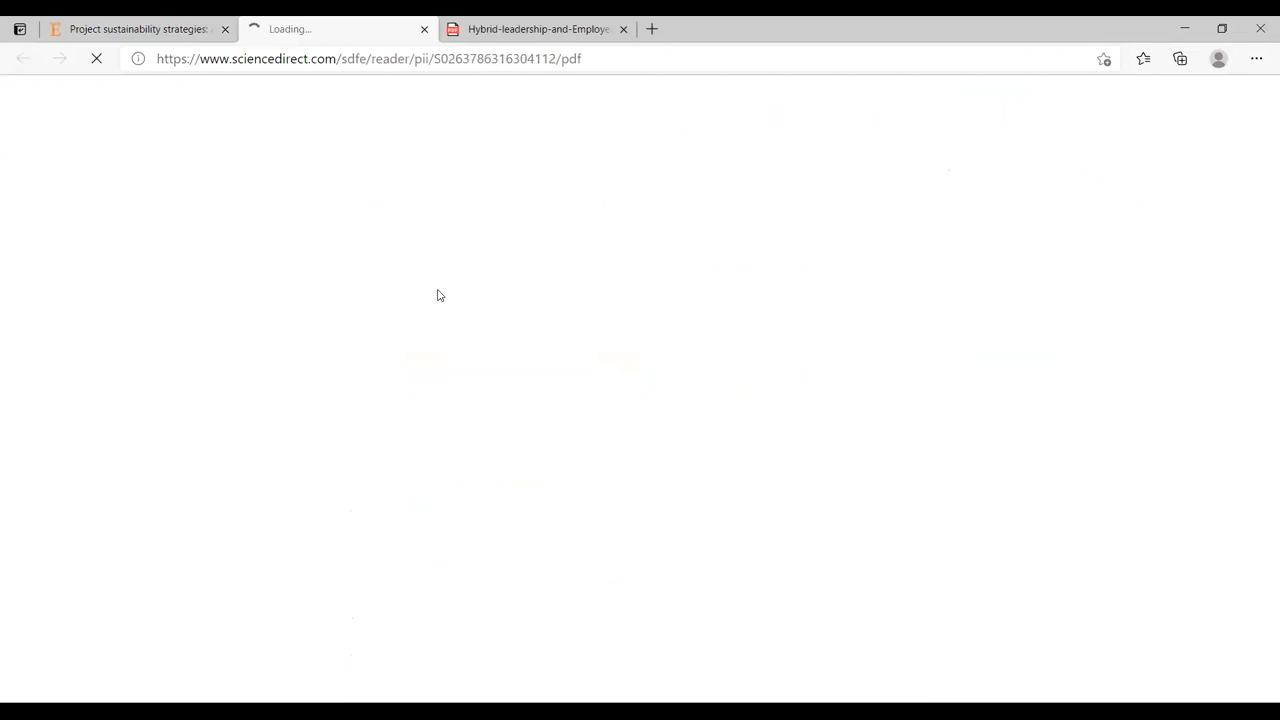 Project sustainability strategies:
Loading...
Hybrid-leadership-and-Employe
https://www.sciencedirect.com/sdfe/reader/pii/S0263786316304112/pdf